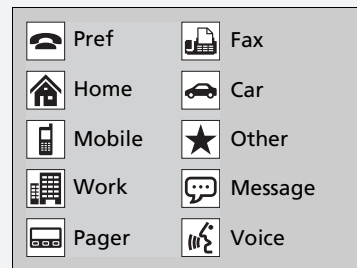 Pref
Home
Mobile
Work
Pager
Fax
Car
Other
Message
Voice